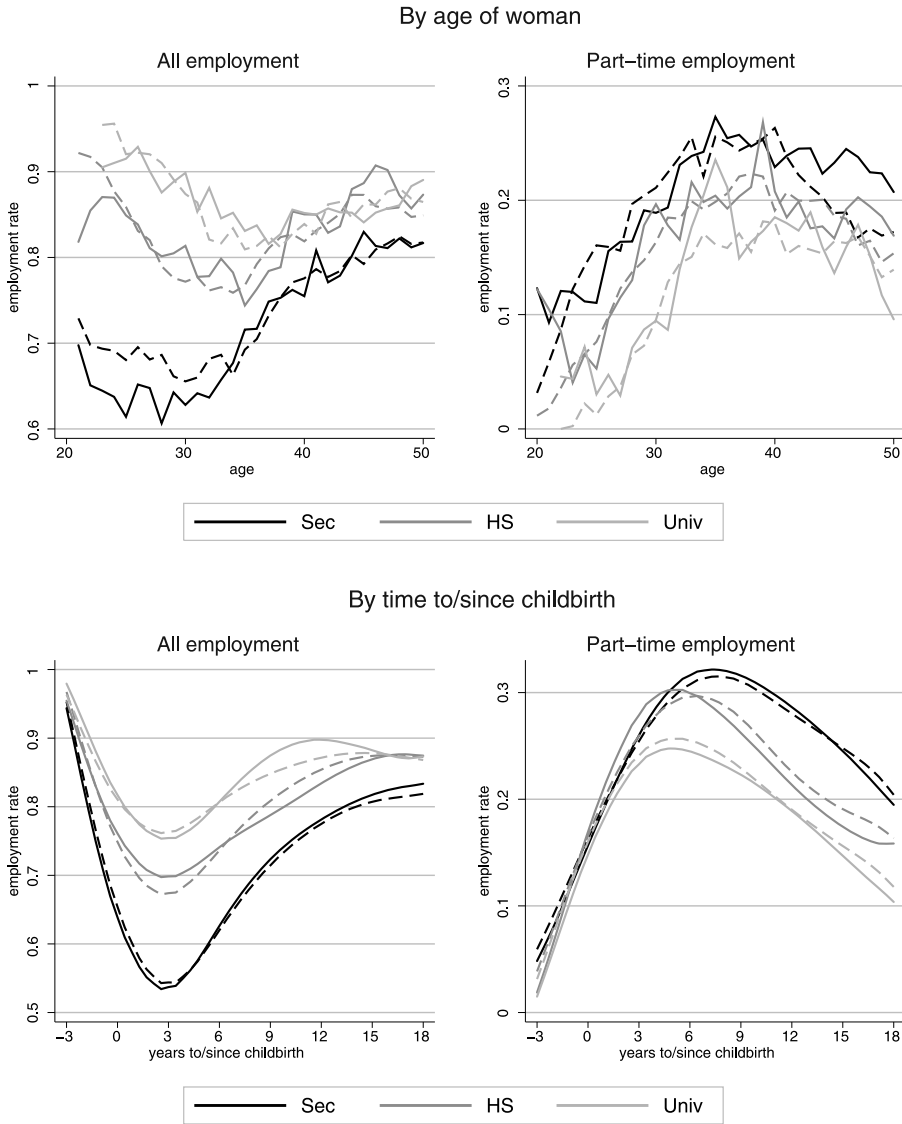 By age of woman
All employment
Part−time employment
employment rate
1
0.9
0.8
0.7
0.6
20 30 40 50
age
employment rate
0.3
0.2
0.1
0
20 30 40 50
age
Sec HS Univ
By time to/since childbirth
All employment
Part−time employment
employment rate
1
0.9
0.8
0.7
0.6
0.5
−3 0 3 6 9 12 15 18
years to/since childbirth
employment rate
0.3
0.2
0.1
0
−3 0 3 6 9 12 15 18
years to/since childbirth
Sec HS Univ